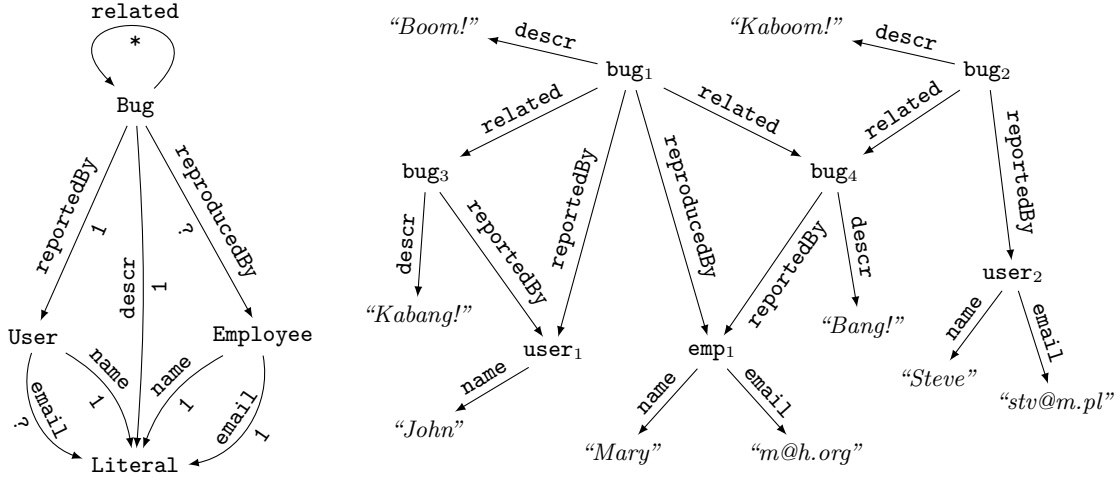 related
*
Bug
reportedBy
1
descr
1
reproducedBy
?
User
Employee
name
1
name
1
email
?
email
1
Literal
“Boom!”
descr
“Kaboom!”
descr
bug₁
bug₂
related
related
related
reportedBy
reproducedBy
reportedBy
bug₃
bug₄
descr
reportedBy
reportedBy
descr
user₂
“Kabang!”
“Bang!”
user₁
emp₁
name
email
name
name
email
“Steve”
“stv@m.pl”
“John”
“Mary”
“m@h.org”